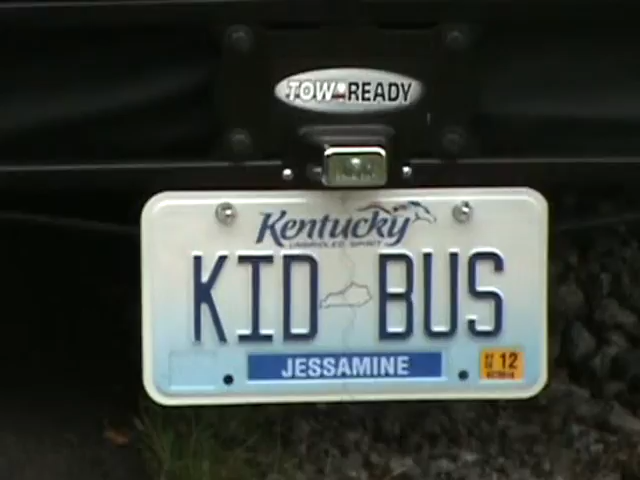 TOW READY
Kentucky
UNBRIDLED SPIRIT
KID BUS
JESSAMINE
12